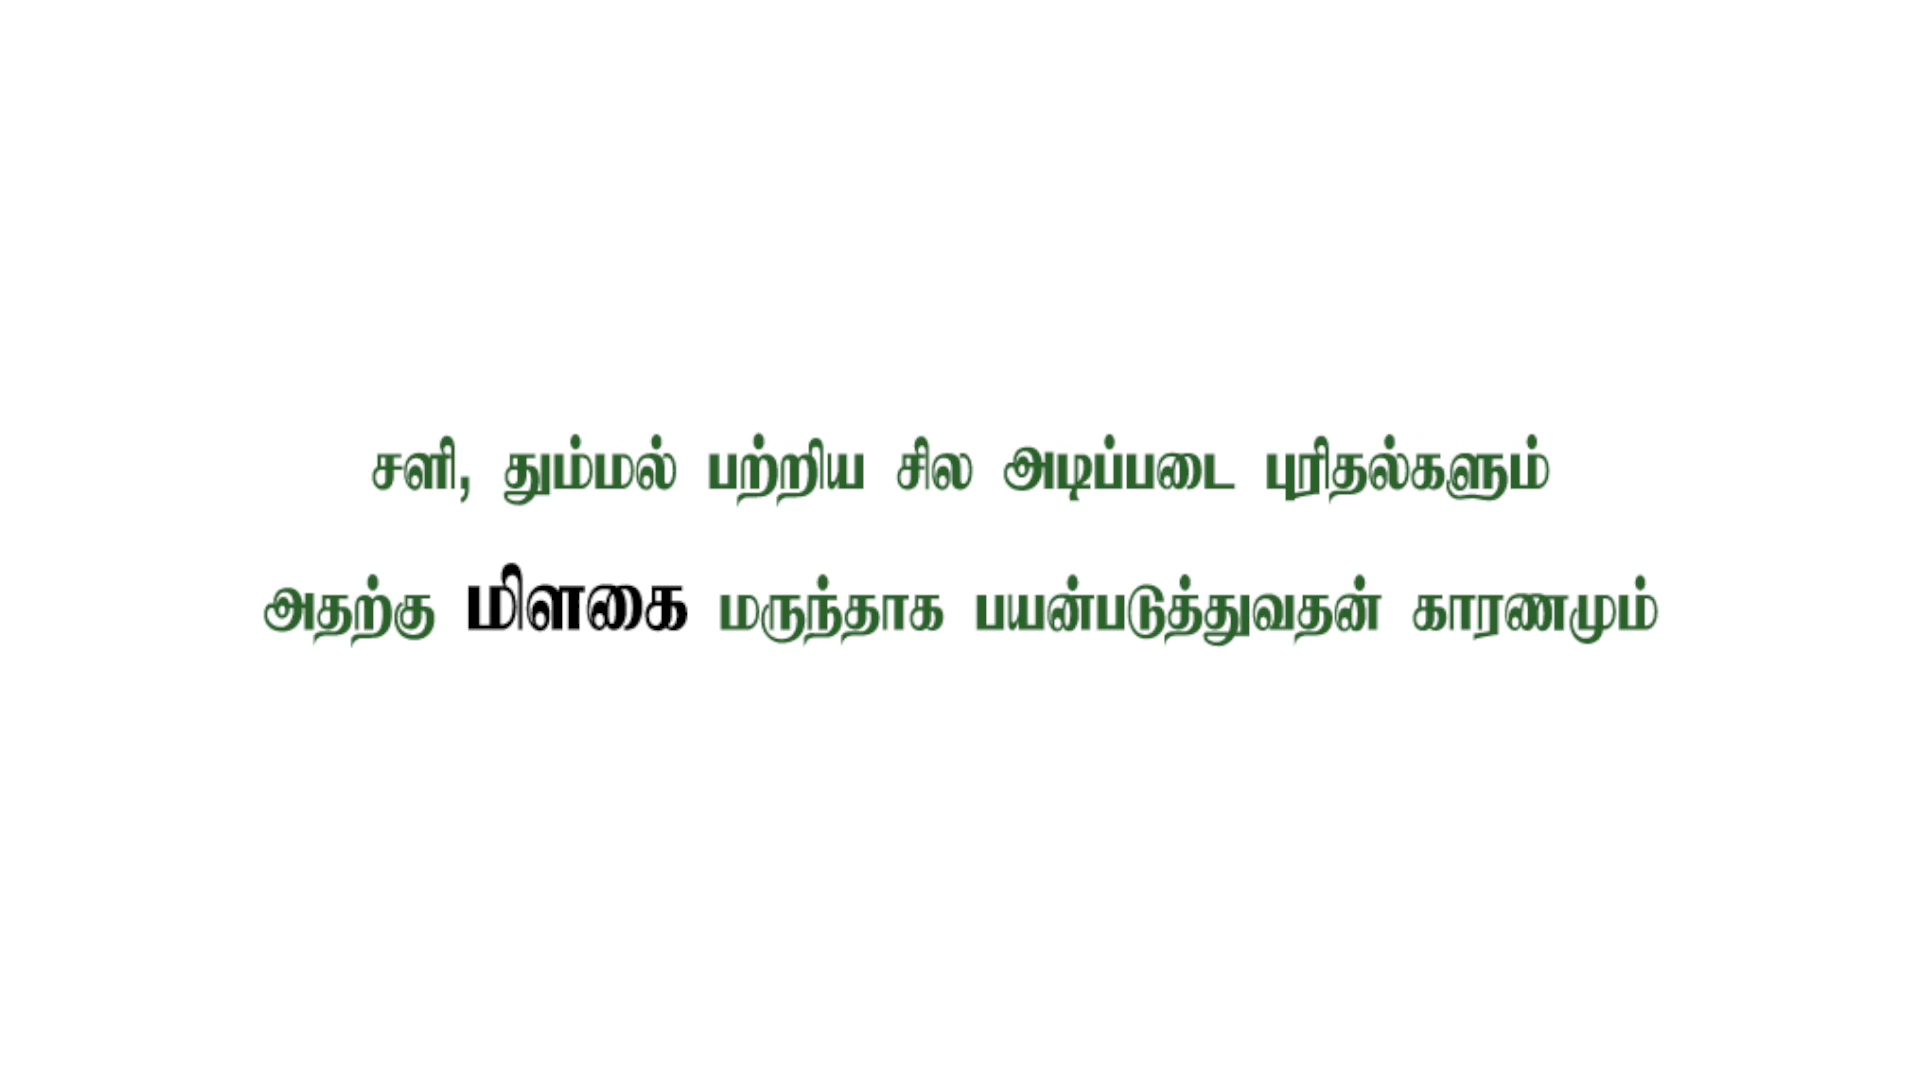 சளி, தும்மல் பற்றிய சில அடிப்படை புரிதல்களும்
அதற்கு மிளகை மருந்தாக பயன்படுத்துவதன் காரணமும்